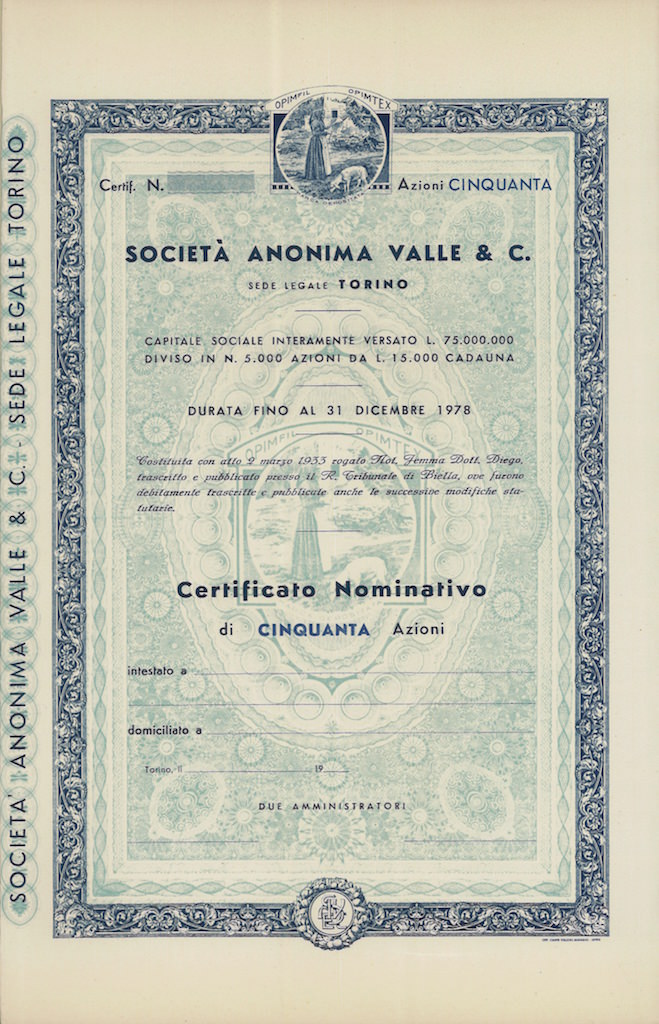 OPIMFIL OPIMTEX
Certif. N.
Azioni CINQUANTA
SOCIETÀ ANONIMA VALLE & C.
SEDE LEGALE TORINO
CAPITALE SOCIALE INTERAMENTE VERSATO L. 75.000.000
DIVISO IN N. 5.000 AZIONI DA L. 15.000 CADAUNA
DURATA FINO AL 31 DICEMBRE 1978
OPIMFIL OPIMTEX
Costituita con atto 2 marzo 1933 rogato Not. Jemma Dott. Diego,
trascritto e pubblicato presso il R. Tribunale di Biella, ove furono
debitamente trascritte e pubblicate anche le successive modifiche sta-
tutarie.
Certificato Nominativo
di CINQUANTA Azioni
intestato a
domiciliato a
Torino, il 19
DUE AMMINISTRATORI
SOCIETA' ANONIMA VALLE & C. - SEDE LEGALE TORINO